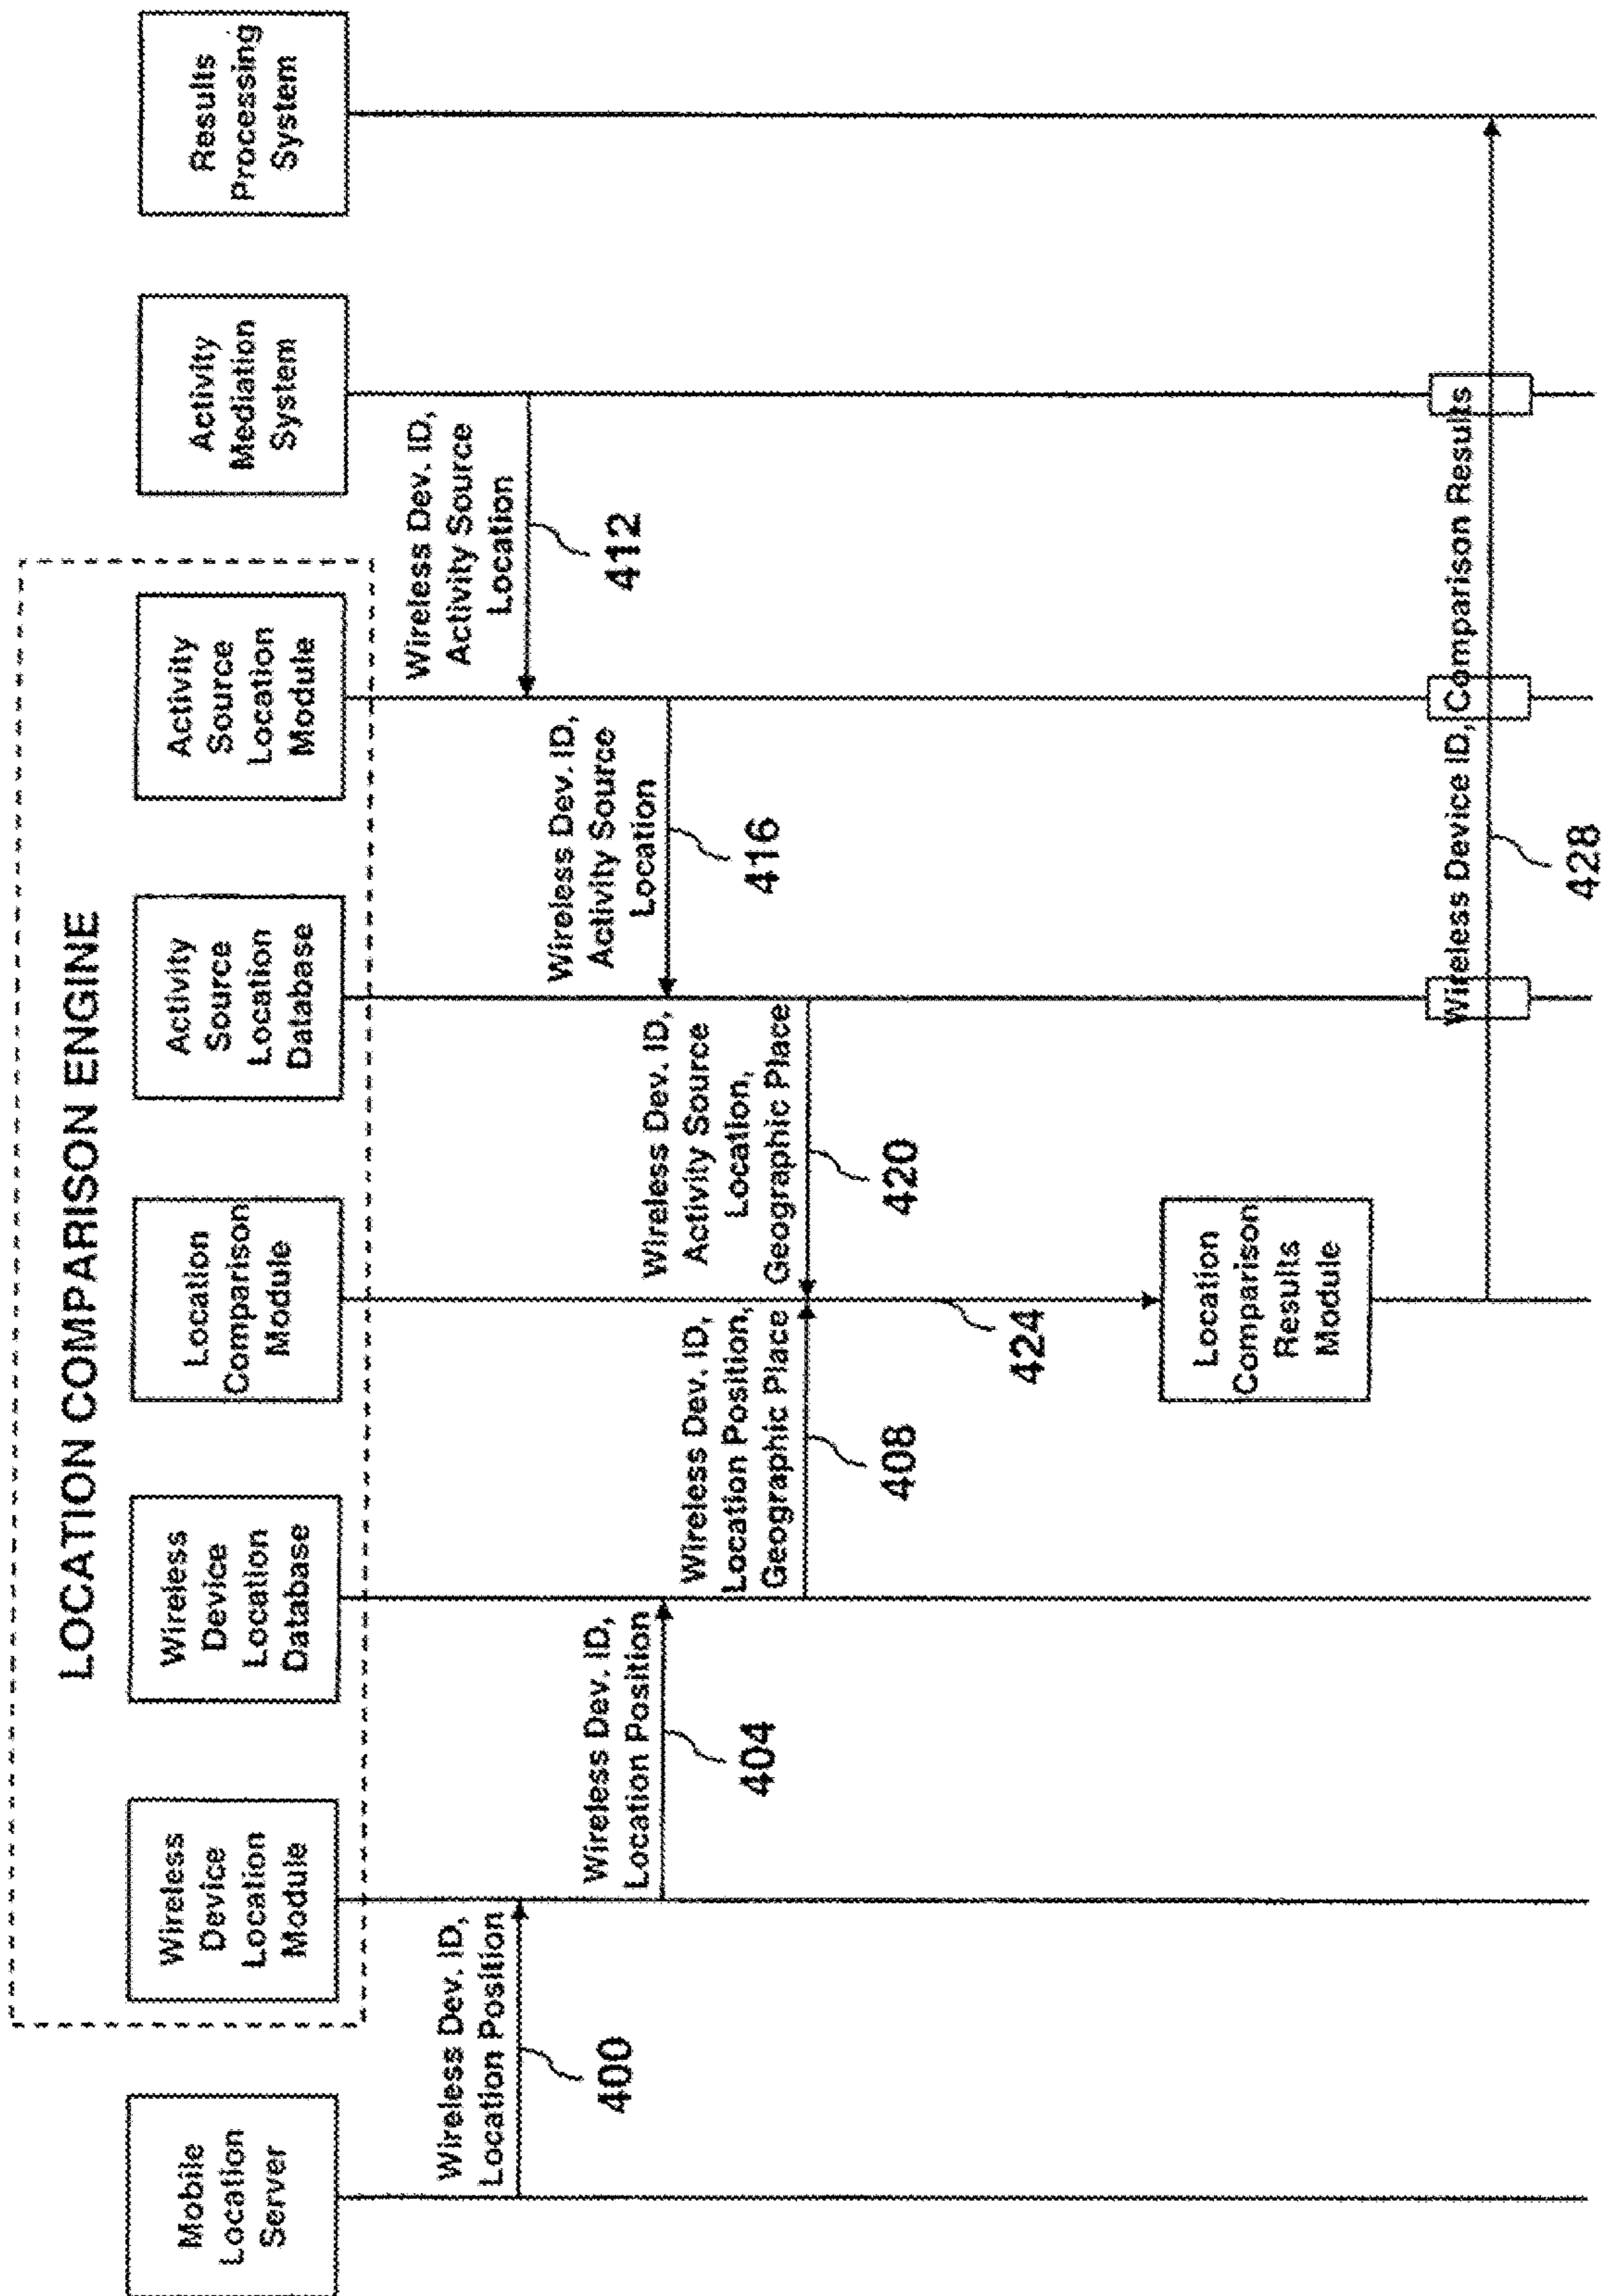 LOCATION COMPARISON ENGINE
Mobile
Location
Server
Wireless
Device
Location
Module
Wireless
Device
Location
Database
Location
Comparison
Module
Activity
Source
Location
Database
Activity
Source
Location
Module
Activity
Mediation
System
Results
Processing
System
Wireless Dev. ID,
Location Position
400
Wireless Dev. ID,
Location Position
404
Wireless Dev. ID,
Location Position,
Geographic Place
408
Wireless Dev. ID,
Activity Source
Location
412
Wireless Dev. ID,
Activity Source
Location
416
Wireless Dev. ID,
Activity Source
Location,
Geographic Place
420
424
Location
Comparison
Results
Module
Wireless Device ID, Comparison Results
428